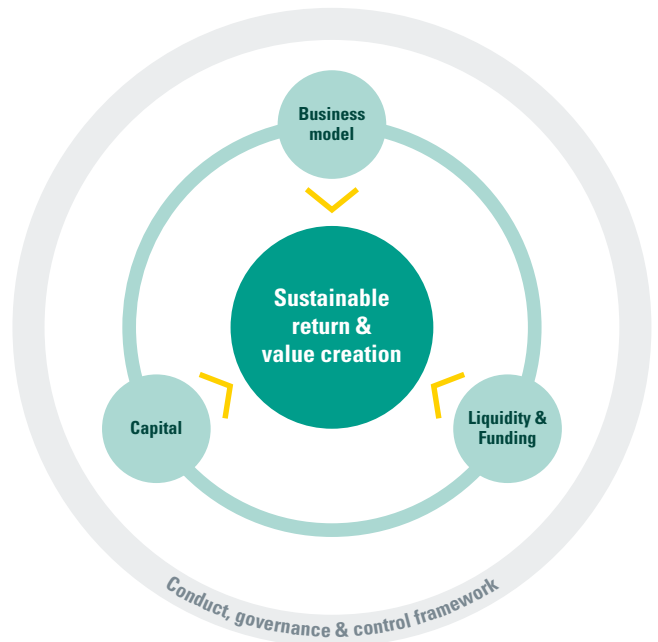 Business
model
Sustainable
return &
value creation
Capital
Liquidity &
Funding
Conduct, governance & control framework